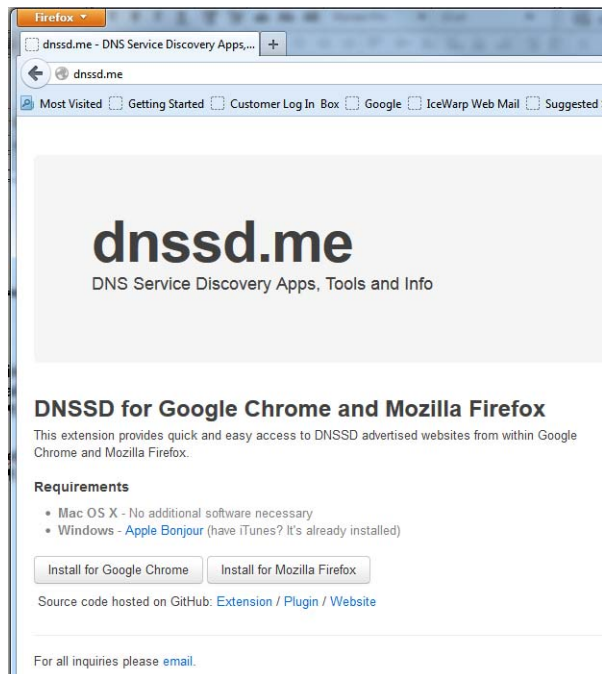 Firefox
dnssd.me - DNS Service Discovery Apps,...
dnssd.me
Most Visited Getting Started Customer Log In Box Google IceWarp Web Mail Suggested
dnssd.me
DNS Service Discovery Apps, Tools and Info
DNSSD for Google Chrome and Mozilla Firefox
This extension provides quick and easy access to DNSSD advertised websites from within Google
Chrome and Mozilla Firefox.
Requirements
• Mac OS X - No additional software necessary
• Windows - Apple Bonjour (have iTunes? It's already installed)
Install for Google Chrome Install for Mozilla Firefox
Source code hosted on GitHub: Extension / Plugin / Website
For all inquiries please email.